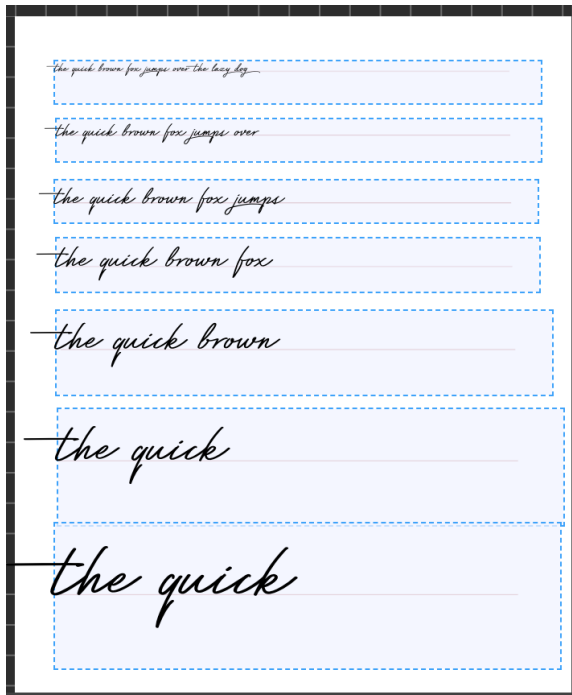 the quick brown fox jumps over the lazy dog
the quick brown fox jumps over
the quick brown fox jumps
the quick brown fox
the quick brown
the quick
the quick